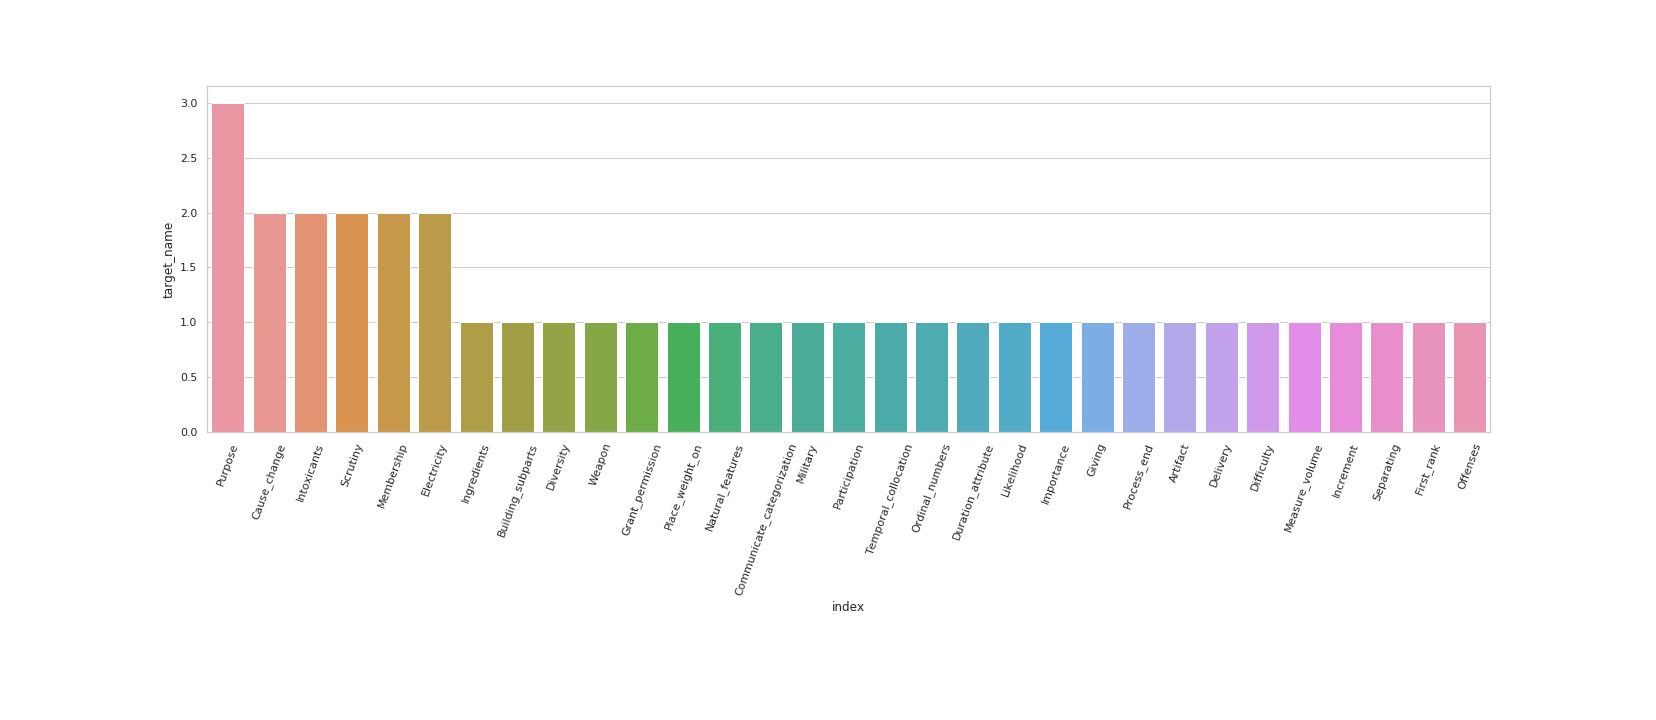 3.0
2.5
2.0
1.5
1.0
0.5
0.0
target_name
Purpose
Cause_change
Intoxicants
Scrutiny
Membership
Electricity
Ingredients
Building_subparts
Diversity
Weapon
Grant_permission
Place_weight_on
Natural_features
Communicate_categorization
Military
Participation
Temporal_collocation
Ordinal_numbers
Duration_attribute
Likelihood
Importance
Giving
Process_end
Artifact
Delivery
Difficulty
Measure_volume
Increment
Separating
First_rank
Offenses
index